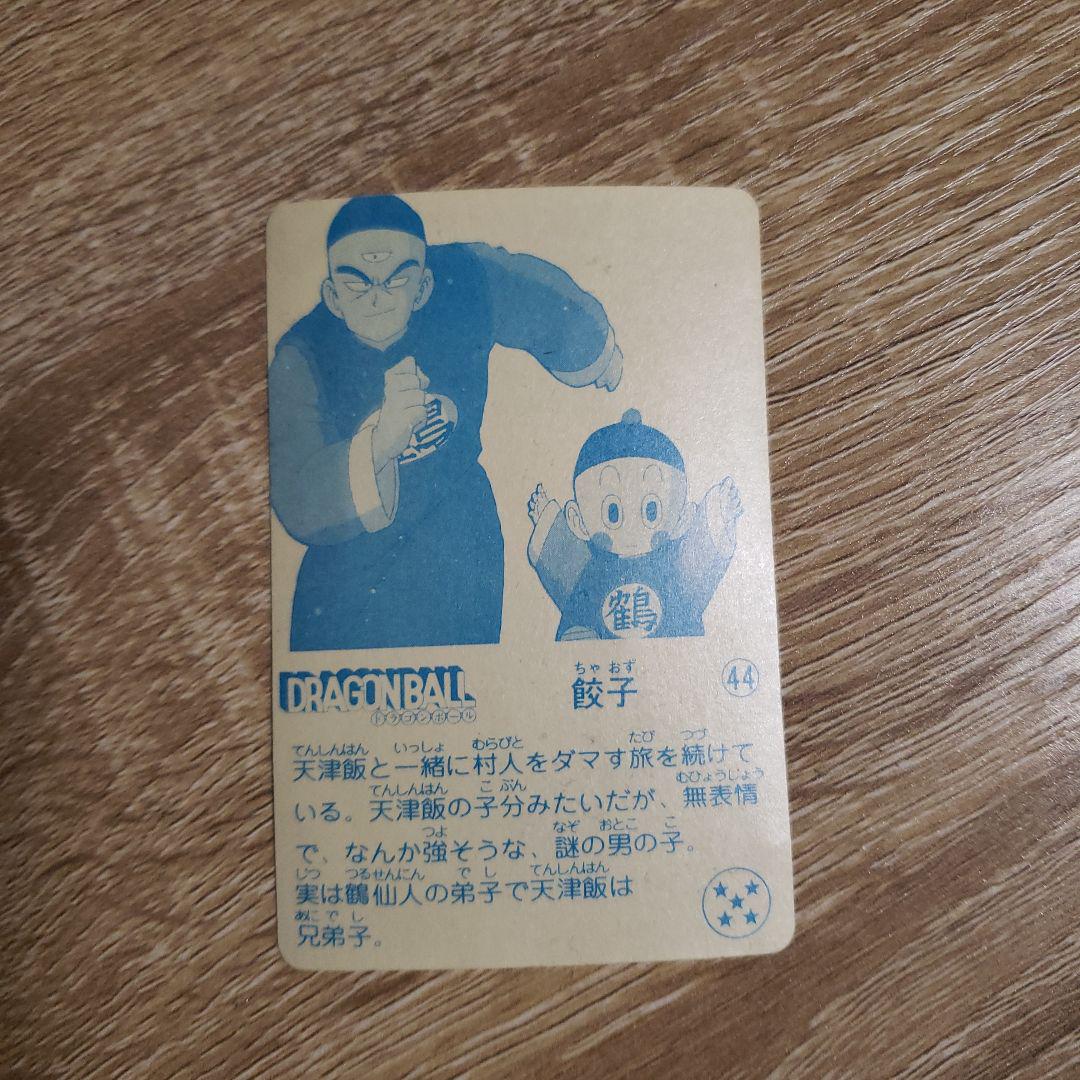 鶴
鶴
DRAGONBALL
ドラゴンボール
ちゃおず
餃子
44
てんしんはん いっしょ むらびと たび つづ
天津飯と一緒に村人をダマす旅を続けて
てんしんはん こぶん むひょうじょう
いる。天津飯の子分みたいだが、無表情
つよ なぞ おとこ こ
で、なんか強そうな、謎の男の子。
じつ つるせんにん でし てんしんはん
実は鶴仙人の弟子で天津飯は
あにでし
兄弟子。